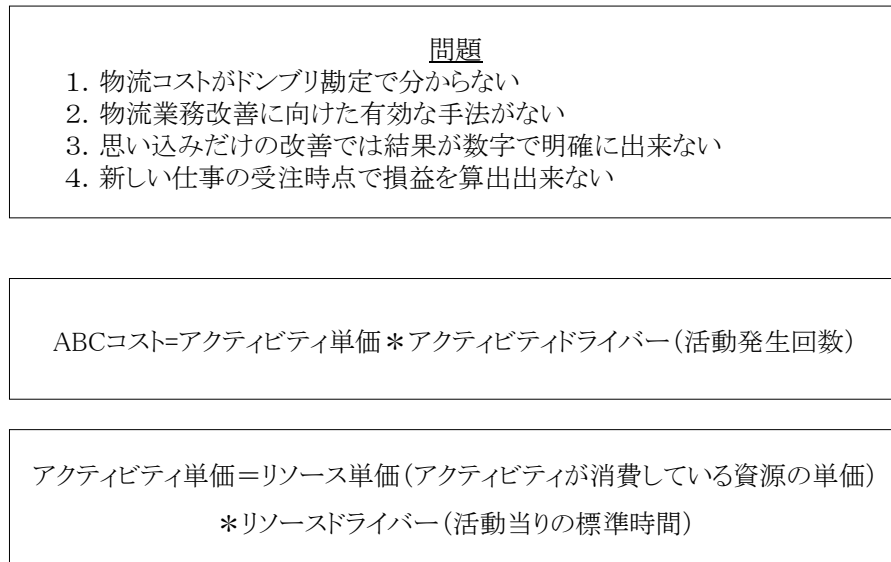 問題
1. 物流コストがドンブリ勘定で分からない
2. 物流業務改善に向けた有効な手法がない
3. 思い込みだけの改善では結果が数字で明確に出来ない
4. 新しい仕事の受注時点で損益を算出出来ない
ABCコスト=アクティビティ単価＊アクティビティドライバー(活動発生回数)
アクティビティ単価＝リソース単価(アクティビティが消費している資源の単価)
＊リソースドライバー(活動当りの標準時間)